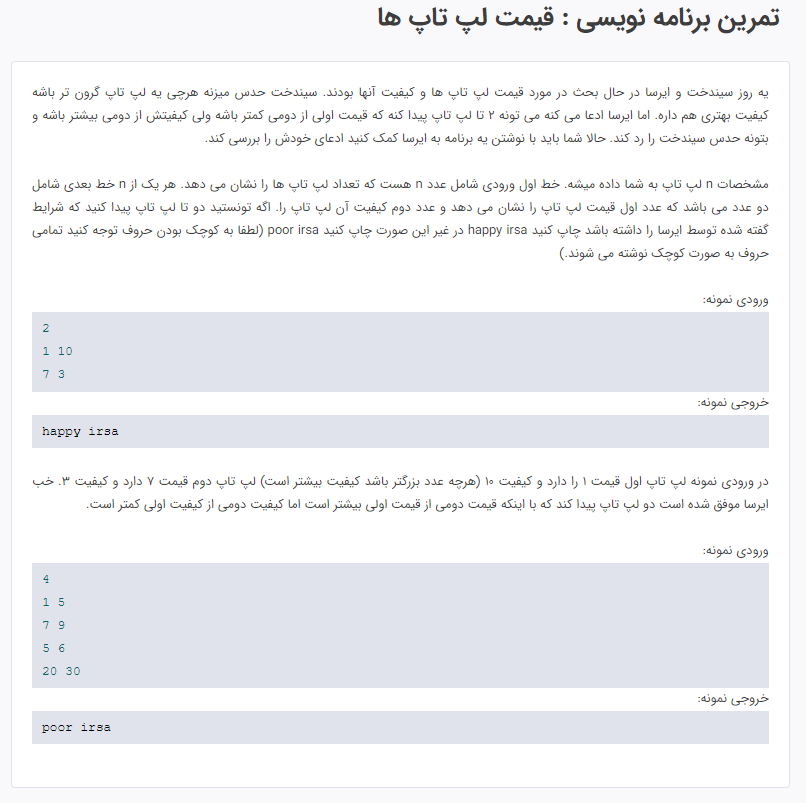 تمرین برنامه نویسی : قیمت لپ تاپ ها
یه روز سیندخت و ایرسا در حال بحث در مورد قیمت لپ تاپ ها و کیفیت آنها بودند. سیندخت حدس میزنه هرچی یه لپ تاپ گرون تر باشه
کیفیت بهتری هم داره. اما ایرسا ادعا می کنه می تونه ۲ تا لپ تاپ پیدا کنه که قیمت اولی از دومی کمتر باشه ولی کیفیتش از دومی بیشتر باشه و
بتونه حدس سیندخت را رد کند. حالا شما باید با نوشتن یه برنامه به ایرسا کمک کنید ادعای خودش را بررسی کند.
مشخصات n لپ تاپ به شما داده میشه. خط اول ورودی شامل عدد n هست که تعداد لپ تاپ ها را نشان می دهد. هر یک از n خط بعدی شامل
دو عدد می باشد که عدد اول قیمت لپ تاپ را نشان می دهد و عدد دوم کیفیت آن لپ تاپ را. اگه تونستید دو تا لپ تاپ پیدا کنید که شرایط
گفته شده توسط ایرسا را داشته باشد چاپ کنید happy irsa در غیر این صورت چاپ کنید poor irsa (لطفا به کوچک بودن حروف توجه کنید تمامی
حروف به صورت کوچک نوشته می شوند.)
ورودی نمونه:
2
1 10
7 3
خروجی نمونه:
happy irsa
در ورودی نمونه لپ تاپ اول قیمت ۱ را دارد و کیفیت ۱۰ (هرچه عدد بزرگتر باشد کیفیت بیشتر است) لپ تاپ دوم قیمت ۷ دارد و کیفیت ۳. خب
ایرسا موفق شده است دو لپ تاپ پیدا کند که با اینکه قیمت دومی از قیمت اولی بیشتر است اما کیفیت دومی از کیفیت اولی کمتر است.
ورودی نمونه:
4
1 5
7 9
5 6
20 30
خروجی نمونه:
poor irsa